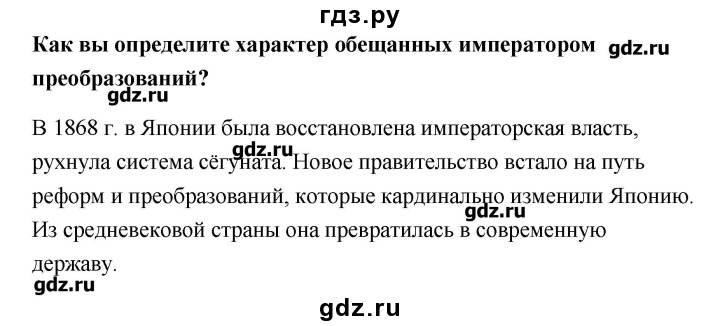 гдз.ру
Как вы определите характер обещанных императором gdz.ru
преобразований?
gdz.ru
В 1868 г. в Японии была восстановлена императорская власть,
рухнула система сёгуната. Новое правительство встало на путь
gdz.ru
реформ и преобразований, которые кардинально изменили Японию.
gdz.ru
Из средневековой страны она превратилась в современную
державу.
gdz.ru
gdz.ru